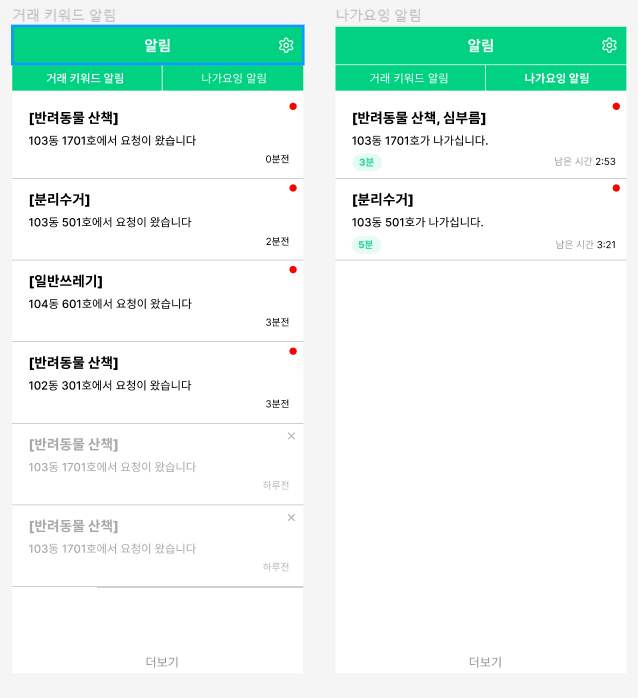 거래 키워드 알림
알림
거래 키워드 알림
나가요잉 알림
[반려동물 산책]
103동 1701호에서 요청이 왔습니다
0분전
[분리수거]
103동 501호에서 요청이 왔습니다
2분전
[일반쓰레기]
104동 601호에서 요청이 왔습니다
3분전
[반려동물 산책]
102동 301호에서 요청이 왔습니다
3분전
[반려동물 산책]
103동 1701호에서 요청이 왔습니다
하루전
[반려동물 산책]
103동 1701호에서 요청이 왔습니다
하루전
더보기
나가요잉 알림
알림
거래 키워드 알림
나가요잉 알림
[반려동물 산책, 심부름]
103동 1701호가 나가십니다.
3분
남은 시간 2:53
[분리수거]
103동 501호가 나가십니다.
5분
남은 시간 3:21
더보기